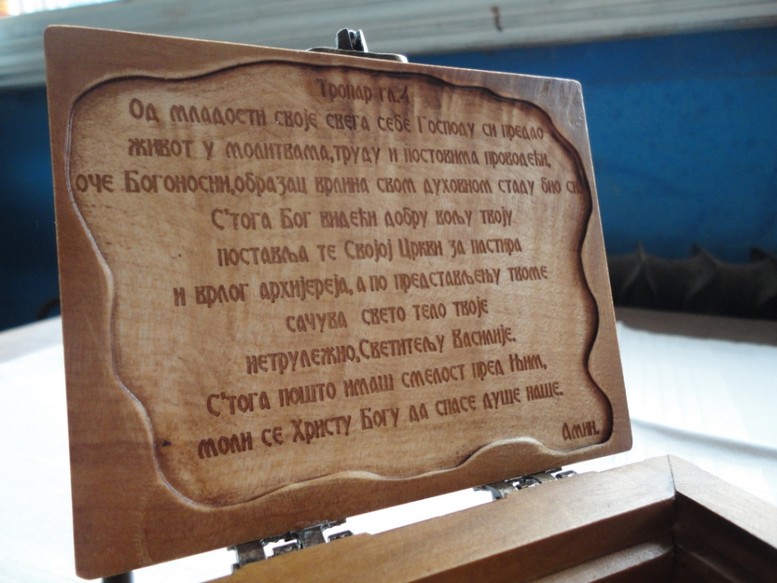 Тропар гл.4
Од младости своје свега себе Господу си предао
живот у молитвама,труду и постовима проводећи,
оче Богоносни,образац врлина свом духовном стаду био си.
С'тога Бог видећи добру вољу твоју
поставља те Својој Цркви за пастира
и врлог архијереја, а по представљењу твоме
сачува свето тело твоје
нетрулежно,Светитељу Василије.
С'тога пошто имаш смелост пред Њим,
моли се Христу Богу да спасе душе наше.
Амин.